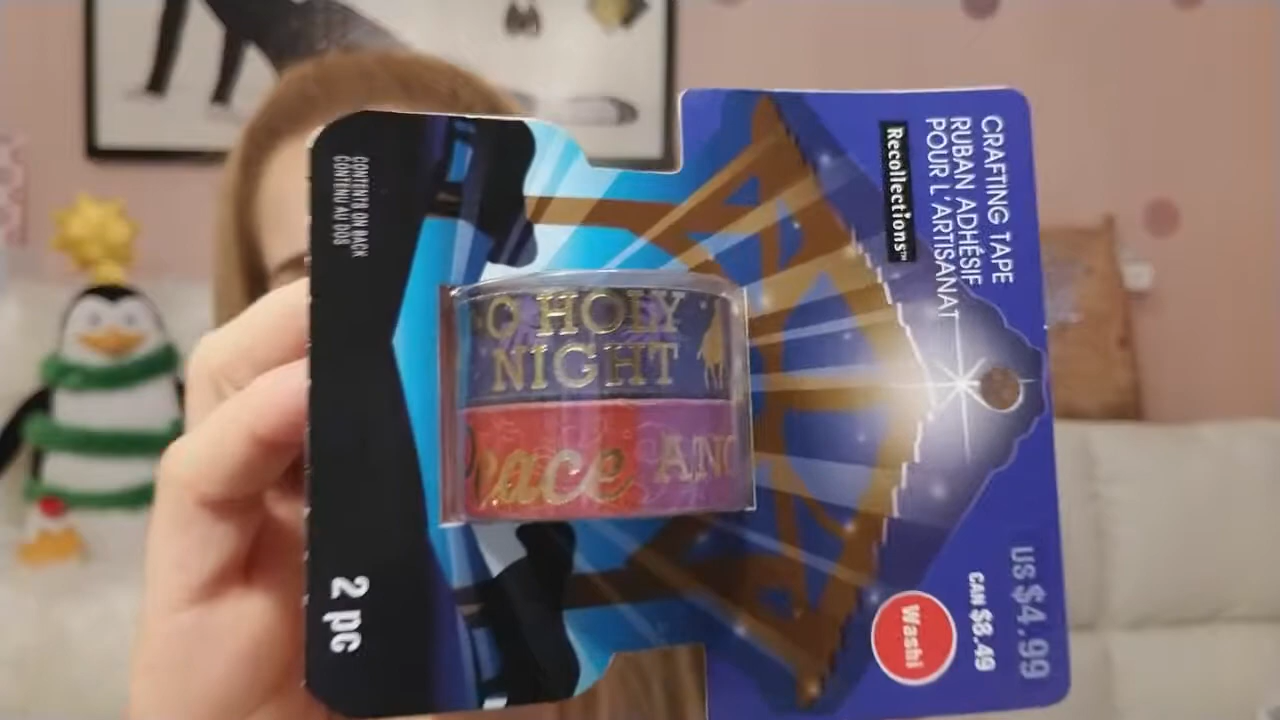 CRAFTING TAPE
RUBAN ADHÉSIF
POUR L'ARTISANAT
Recollections™
US $4.99
CAN $8.49
Washi
O HOLY
NIGHT
Peace AND
CONTENTS ON BACK
CONTENU AU DOS
2 pc